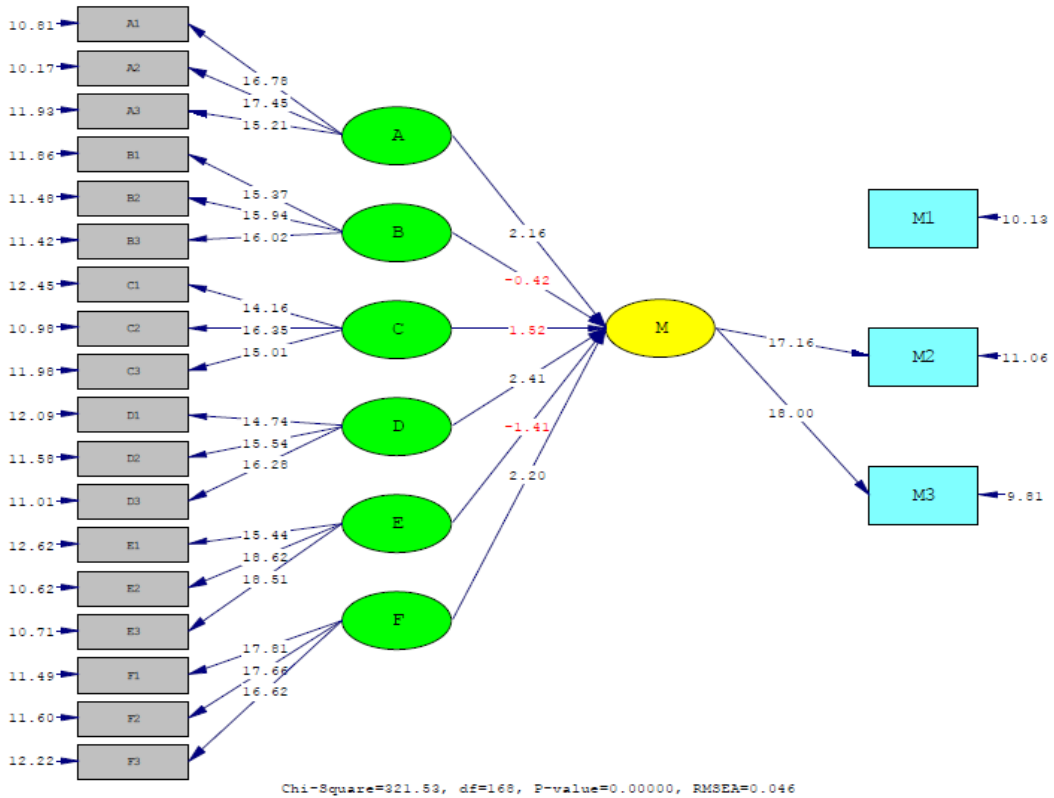 10.81 A1
10.17 A2
11.93 A3
11.86 B1
11.48 B2
11.42 B3
12.45 C1
10.98 C2
11.98 C3
12.09 D1
11.58 D2
11.01 D3
12.62 E1
10.62 E2
10.71 E3
11.49 F1
11.60 F2
12.22 F3
16.78
17.45
15.21
15.37
15.94
16.02
14.16
16.35
15.01
14.74
15.54
16.28
15.44
18.62
18.51
17.81
17.66
16.62
A
B
C
D
E
F
2.16
-0.42
1.52
2.41
-1.41
2.20
M
17.16
18.00
M1 10.13
M2 11.06
M3 9.81
Chi-Square=321.53, df=168, P-value=0.00000, RMSEA=0.046